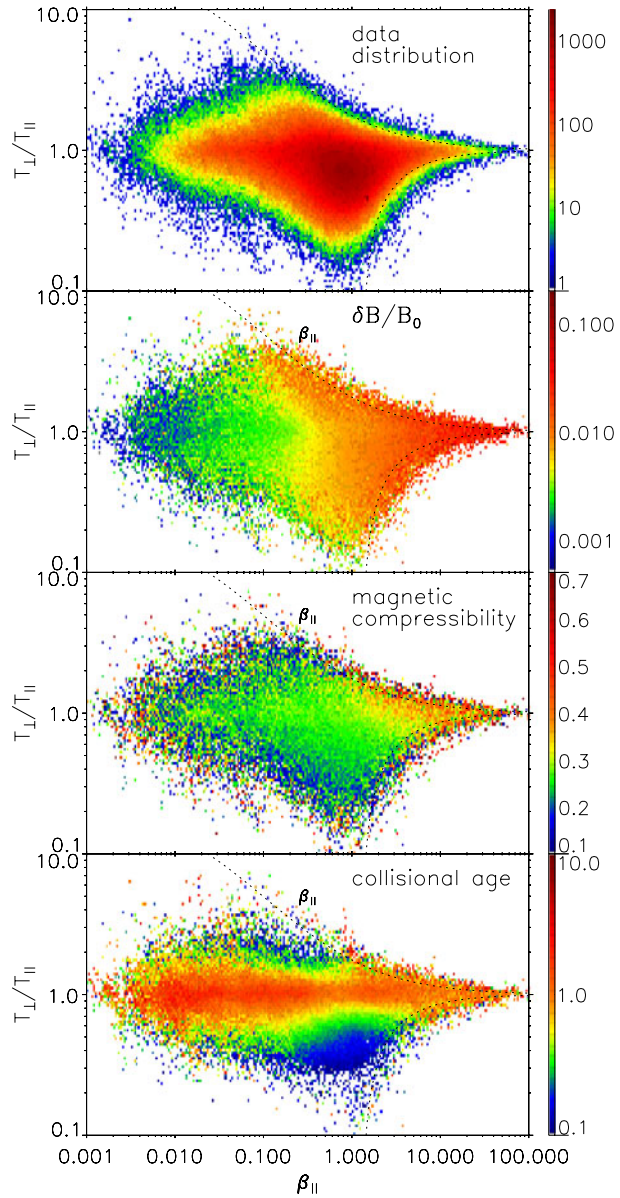 10.0
data
distribution
1000
100
T⊥/T∥
1.0
10
0.1
1
10.0
δB/B₀
β∥
0.100
T⊥/T∥
1.0
0.010
0.001
0.1
10.0
magnetic
compressibility
β∥
0.7
0.6
0.5
T⊥/T∥
1.0
0.4
0.3
0.2
0.1
0.1
10.0
collisional age
β∥
10.0
T⊥/T∥
1.0
1.0
0.1
0.1
0.001 0.010 0.100 1.000 10.000 100.000
β∥